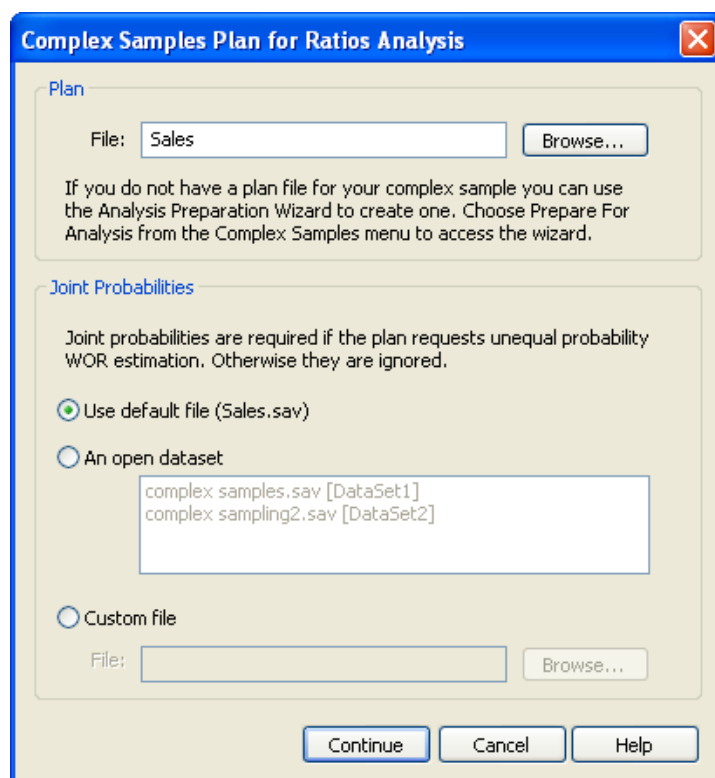 Complex Samples Plan for Ratios Analysis
Plan
File: Sales Browse...
If you do not have a plan file for your complex sample you can use
the Analysis Preparation Wizard to create one. Choose Prepare For
Analysis from the Complex Samples menu to access the wizard.
Joint Probabilities
Joint probabilities are required if the plan requests unequal probability
WOR estimation. Otherwise they are ignored.
Use default file (Sales.sav)
An open dataset
complex samples.sav [DataSet1]
complex sampling2.sav [DataSet2]
Custom file
File: Browse...
Continue Cancel Help